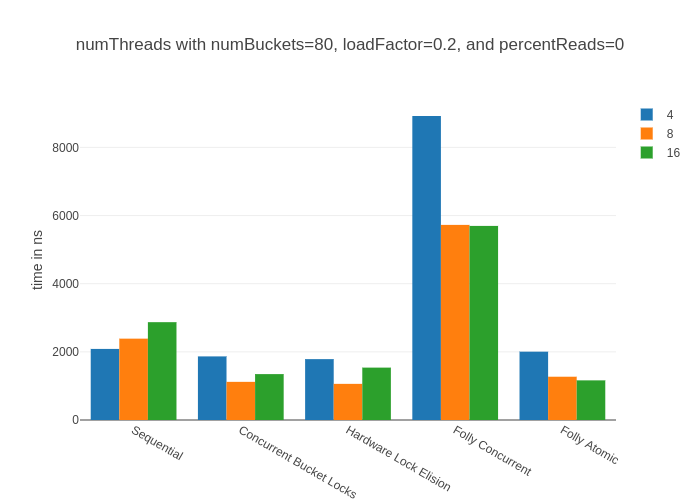 numThreads with numBuckets=80, loadFactor=0.2, and percentReads=0
4
8
16
8000
6000
4000
2000
0
time in ns
Sequential
Concurrent Bucket Locks
Hardware Lock Elision
Folly Concurrent
Folly Atomic